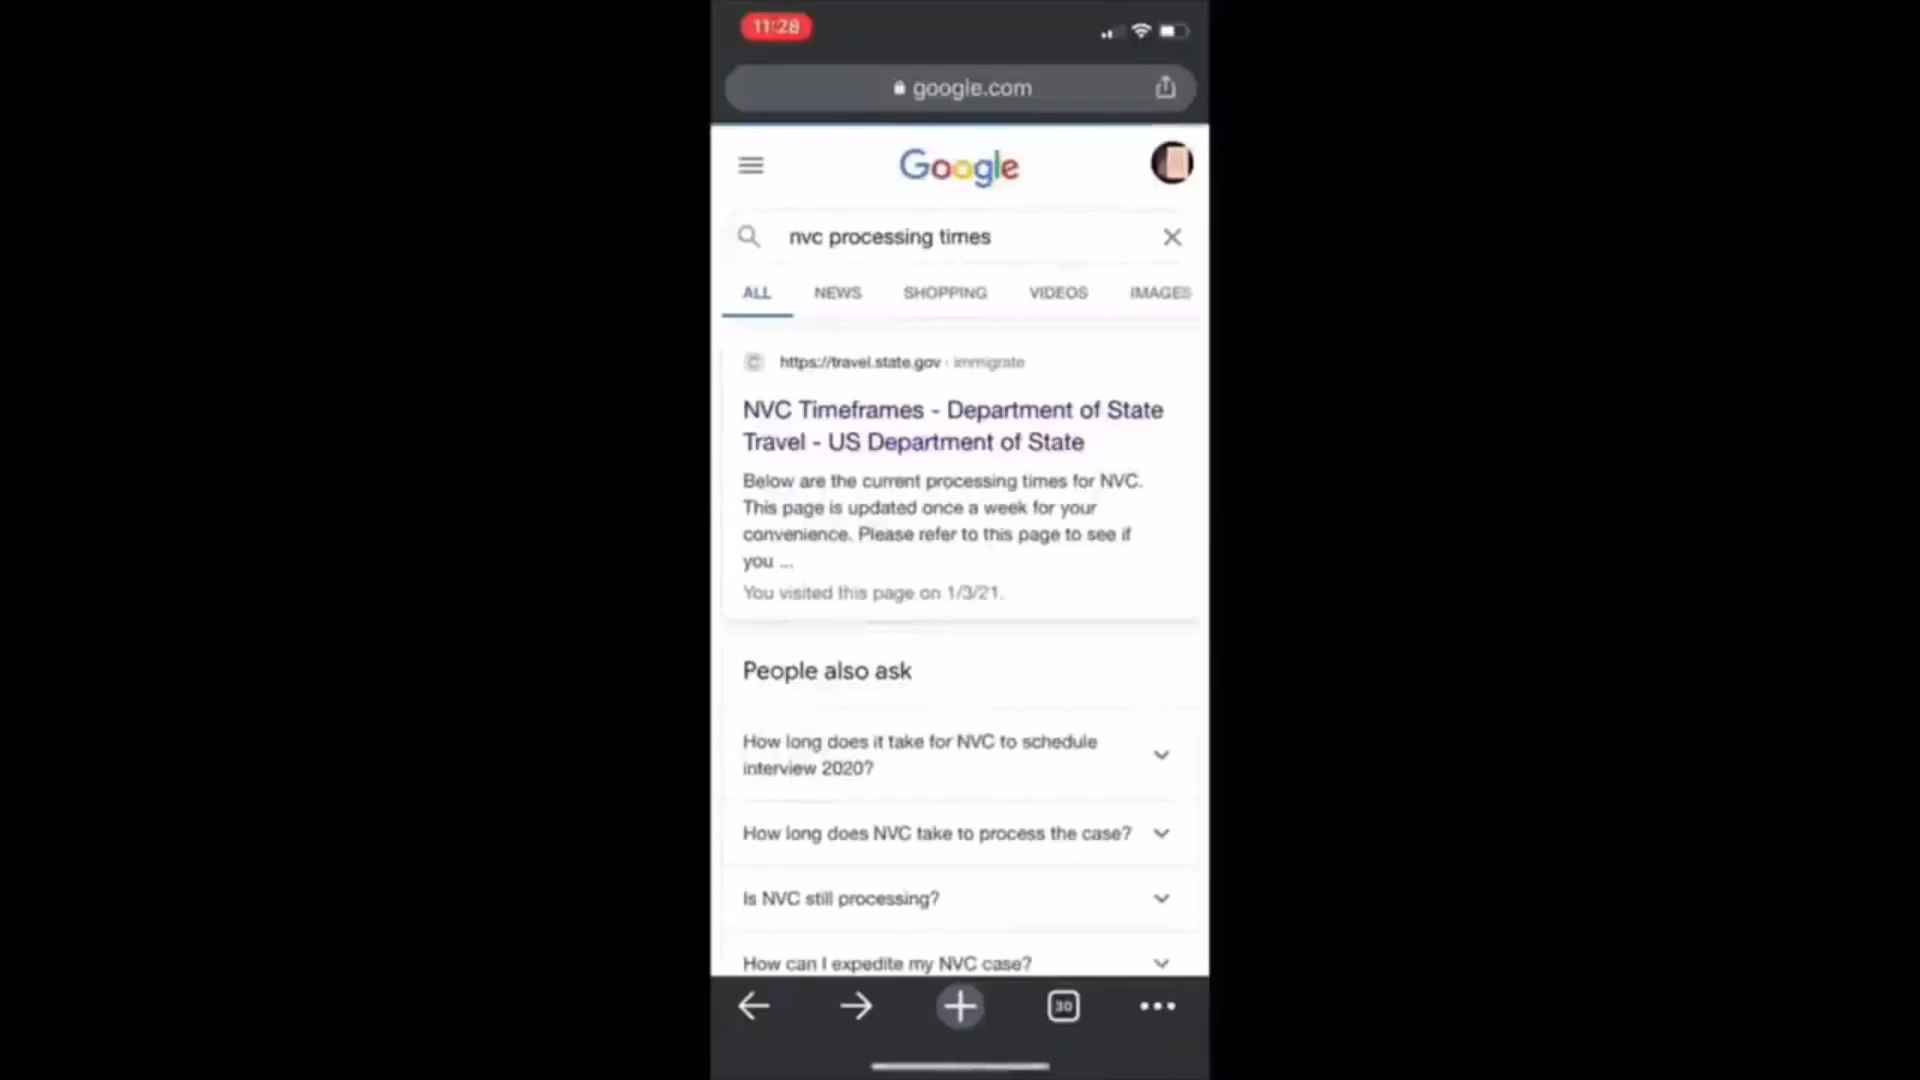 11:28
google.com
Google
nvc processing times
ALL NEWS SHOPPING VIDEOS IMAGES
https://travel.state.gov › immigrate
NVC Timeframes - Department of State
Travel - US Department of State
Below are the current processing times for NVC.
This page is updated once a week for your
convenience. Please refer to this page to see if
you ...
You visited this page on 1/3/21.
People also ask
How long does it take for NVC to schedule
interview 2020?
How long does NVC take to process the case?
Is NVC still processing?
How can I expedite my NVC case?
30